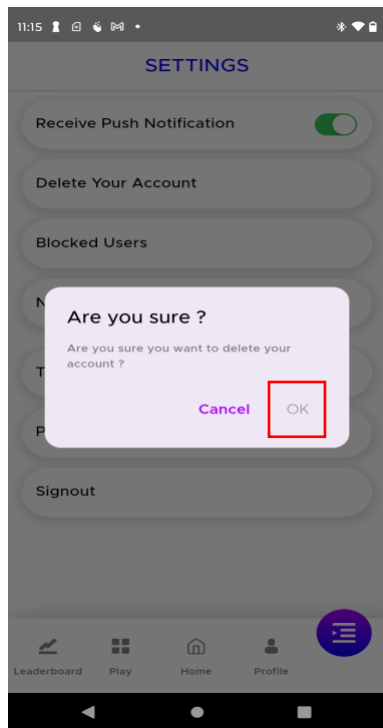 11:15
SETTINGS
Receive Push Notification
Delete Your Account
Blocked Users
N
Are you sure ?
Are you sure you want to delete your
account ?
T
Cancel OK
P
Signout
Leaderboard Play Home Profile